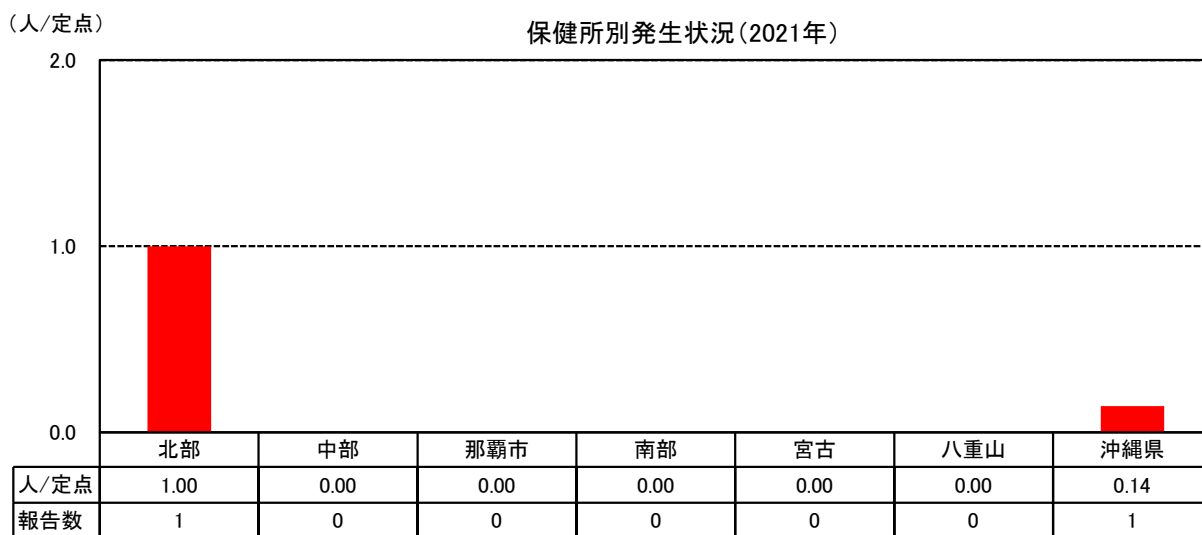 (人/定点)
保健所別発生状況(2021年)
2.0
1.0
0.0
北部 中部 那覇市 南部 宮古 八重山 沖縄県
人/定点 1.00 0.00 0.00 0.00 0.00 0.00 0.14
報告数 1 0 0 0 0 0 1